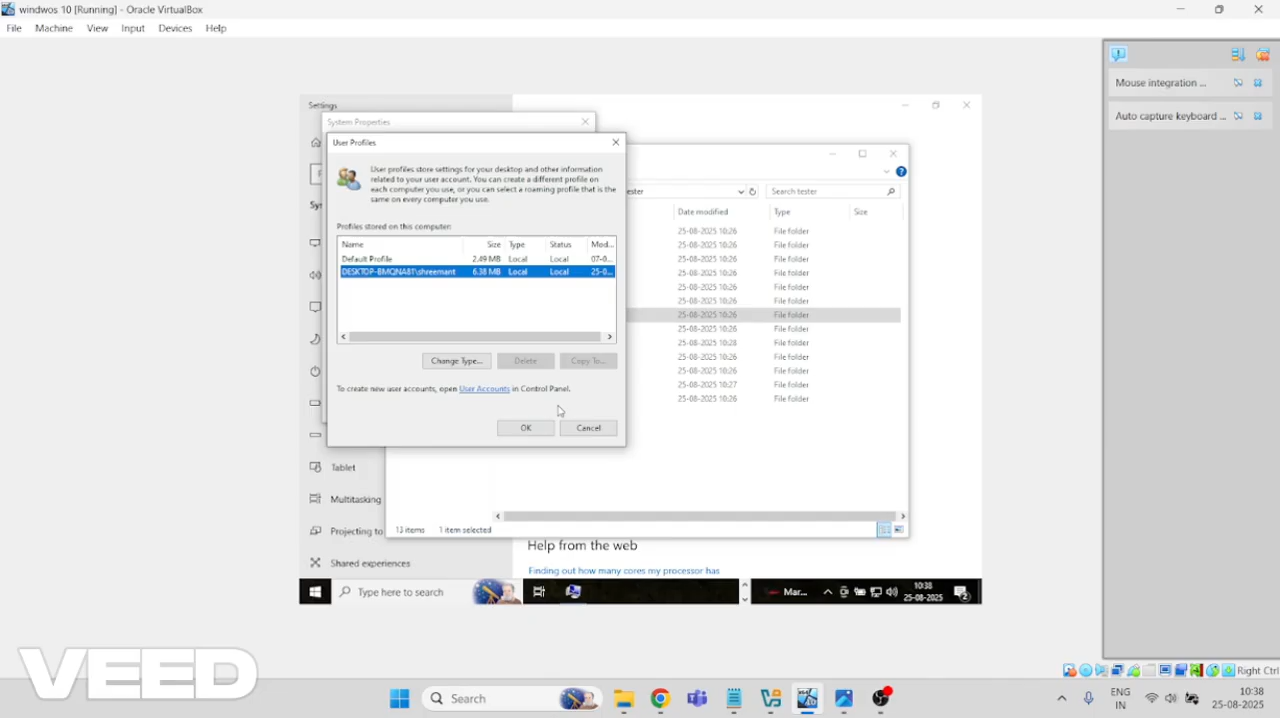 windwos 10 [Running] - Oracle VirtualBox
File Machine View Input Devices Help
Mouse integration ...
Auto capture keyboard ...
Settings
System Properties
User Profiles
User profiles store settings for your desktop and other information
related to your user account. You can create a different profile on
each computer you use, or you can select a roaming profile that is the
same on every computer you use.
Profiles stored on this computer:
Name Size Type Status Mod...
Default Profile 2.49 MB Local Local 07-0...
DESKTOP-BMQNA8T\shreemant 6.38 MB Local Local 25-0...
Change Type... Delete Copy To...
To create new user accounts, open User Accounts in Control Panel.
OK Cancel
ester Search tester
Date modified Type Size
25-08-2025 10:26 File folder
25-08-2025 10:26 File folder
25-08-2025 10:26 File folder
25-08-2025 10:26 File folder
25-08-2025 10:26 File folder
25-08-2025 10:26 File folder
25-08-2025 10:26 File folder
25-08-2025 10:26 File folder
25-08-2025 10:28 File folder
25-08-2025 10:26 File folder
25-08-2025 10:26 File folder
25-08-2025 10:27 File folder
25-08-2025 10:26 File folder
13 items 1 item selected
Sys
Tablet
Multitasking
Projecting to
Shared experiences
Help from the web
Finding out how many cores my processor has
Type here to search
Mar...
10:38
25-08-2025
2
VEED
Right Ctrl
Search
ENG
IN
10:38
25-08-2025